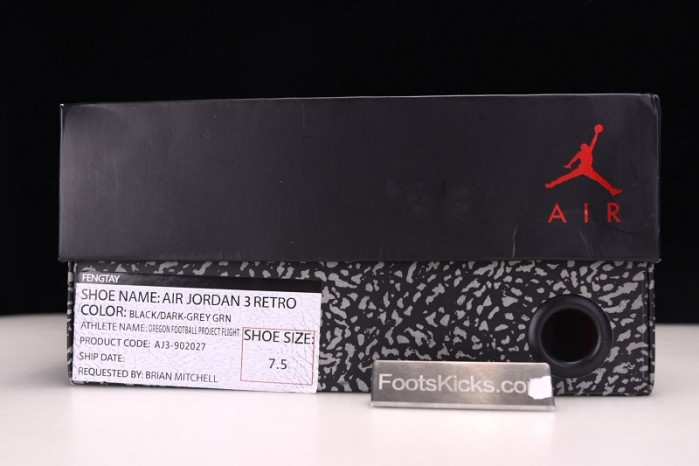 AIR
FENGTAY
SHOE NAME: AIR JORDAN 3 RETRO
COLOR: BLACK/DARK-GREY GRN
ATHLETE NAME: OREGON FOOTBALL PROJECT FLIGHT
SHOE SIZE:
7.5
PRODUCT CODE: AJ3-902027
SHIP DATE:
REQUESTED BY: BRIAN MITCHELL
FootsKicks.com